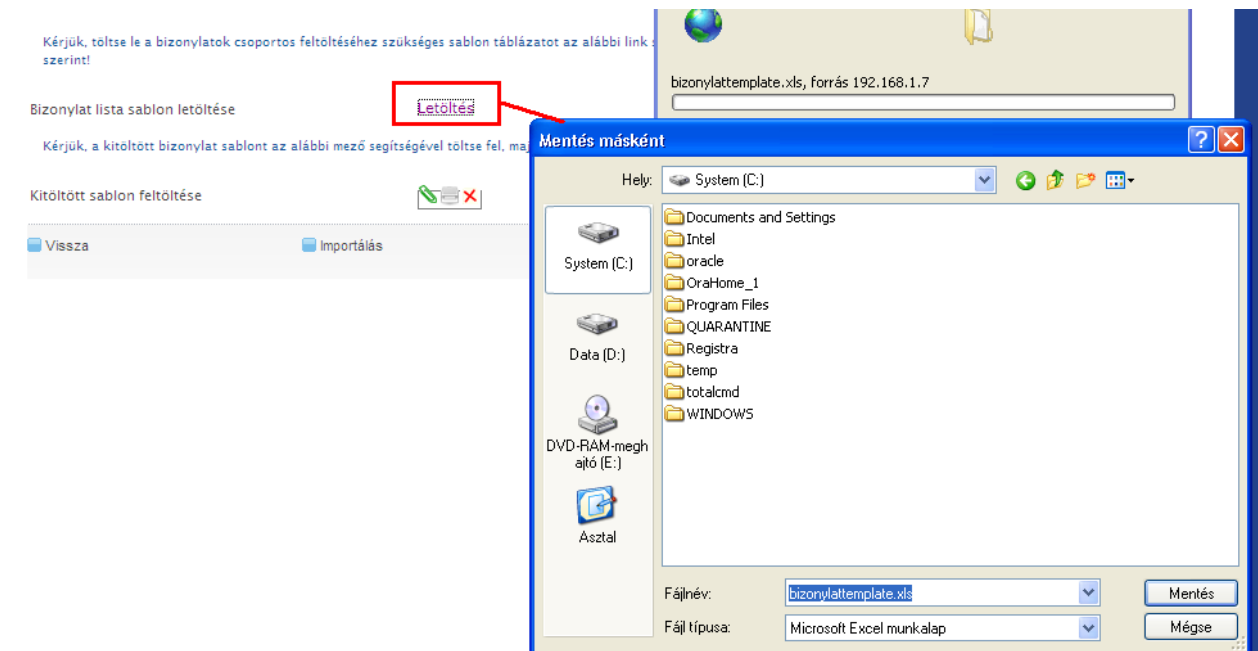 Kérjük, töltse le a bizonylatok csoportos feltöltéséhez szükséges sablon táblázatot az alábbi link
szerint!
bizonylattemplate.xls, forrás 192.168.1.7
Bizonylat lista sablon letöltése
Letöltés
Kérjük, a kitöltött bizonylat sablont az alábbi mező segítségével töltse fel, maj
Kitöltött sablon feltöltése
Vissza
Importálás
Mentés másként
Hely:
System (C:)
System (C:)
Data (D:)
DVD-RAM-megh
ajtó (E:)
Asztal
Documents and Settings
Intel
oracle
OraHome_1
Program Files
QUARANTINE
Registra
temp
totalcmd
WINDOWS
Fájlnév:
bizonylattemplate.xls
Mentés
Fájl típusa:
Microsoft Excel munkalap
Mégse